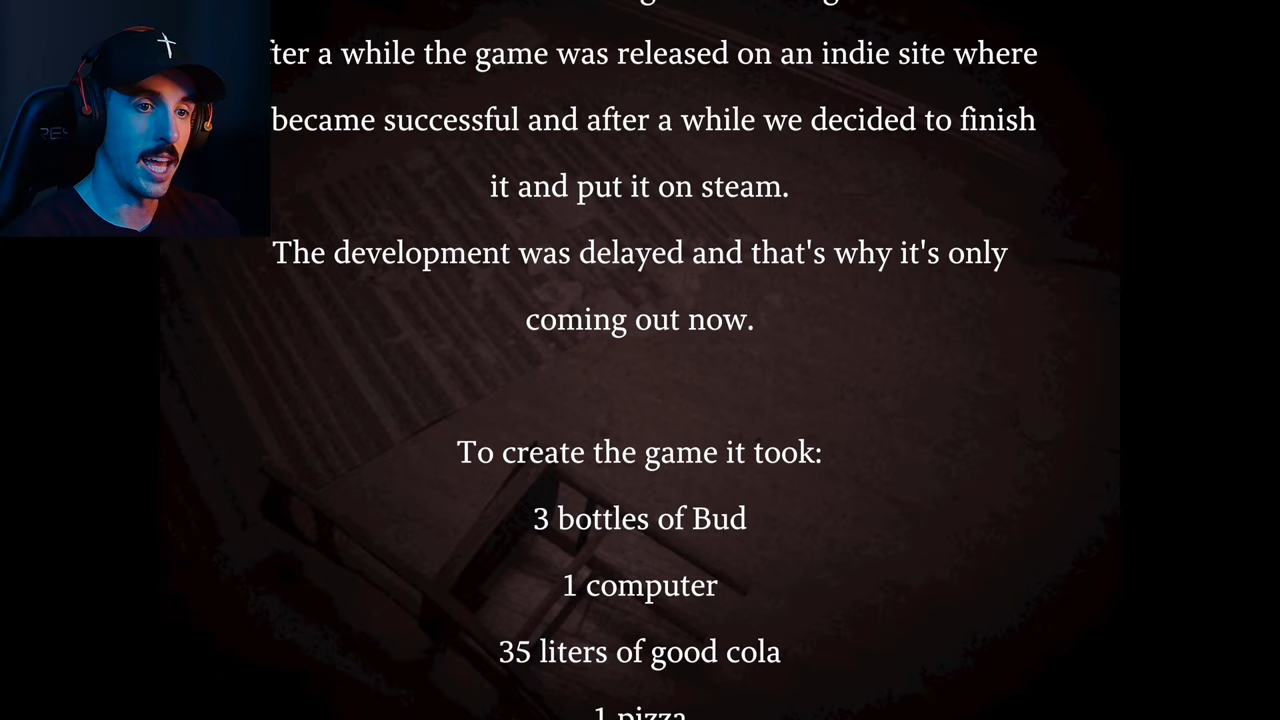 a while the game was released on an indie site where
became successful and after a while we decided to finish
it and put it on steam.
The development was delayed and that's why it's only
coming out now.
To create the game it took:
3 bottles of Bud
1 computer
35 liters of good cola
1 pizza